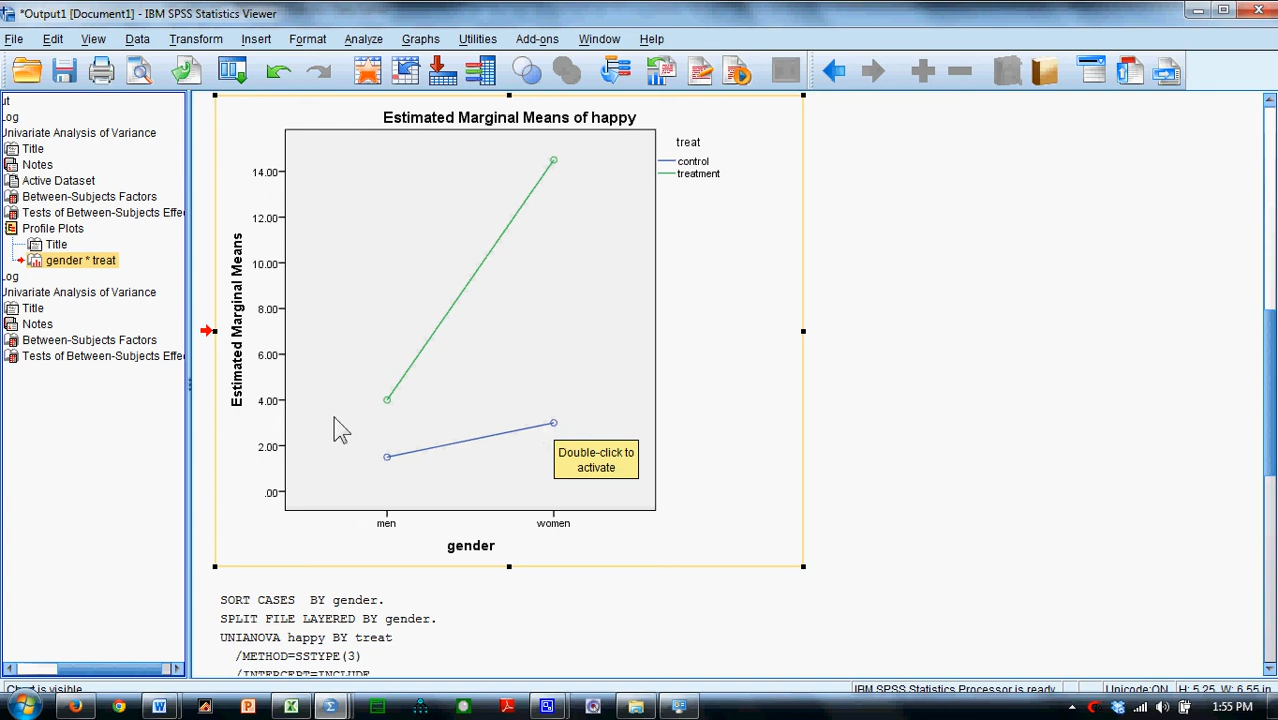 *Output1 [Document1] - IBM SPSS Statistics Viewer
File Edit View Data Transform Insert Format Analyze Graphs Utilities Add-ons Window Help
ut
Log
Univariate Analysis of Variance
Title
Notes
Active Dataset
Between-Subjects Factors
Tests of Between-Subjects Effe
Profile Plots
Title
gender * treat
Log
Univariate Analysis of Variance
Title
Notes
Between-Subjects Factors
Tests of Between-Subjects Effe
Estimated Marginal Means of happy
treat
control
treatment
Estimated Marginal Means
14.00
12.00
10.00
8.00
6.00
4.00
2.00
.00
Double-click to
activate
men women
gender
SORT CASES BY gender.
SPLIT FILE LAYERED BY gender.
UNIANOVA happy BY treat
/METHOD=SSTYPE(3)
/INTERCEPT=INCLUDE
Chart is visible IBM SPSS Statistics Processor is ready Unicode:ON H: 5.25, W: 6.55 in
1:55 PM